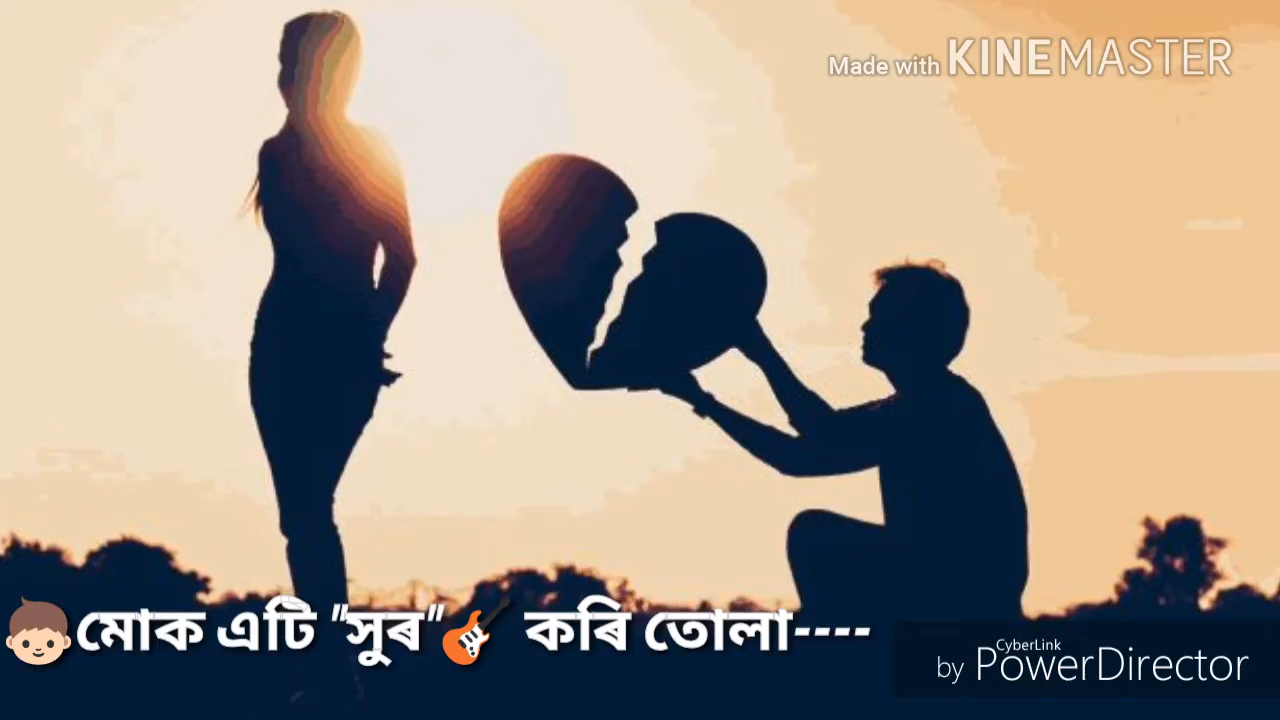 Made with KINEMASTER
মোক এটি "সুৰ" কৰি তোলা----
CyberLink
by PowerDirector